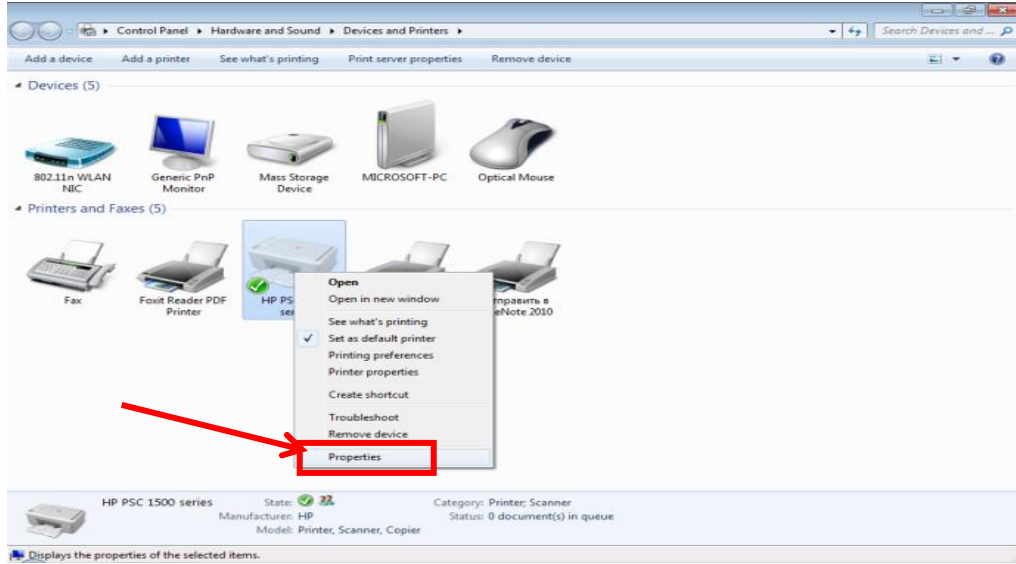 Control Panel ▸ Hardware and Sound ▸ Devices and Printers ▸
Search Devices and ...
Add a device Add a printer See what's printing Print server properties Remove device
Devices (5)
802.11n WLAN NIC
Generic PnP Monitor
Mass Storage Device
MICROSOFT-PC
Optical Mouse
Printers and Faxes (5)
Fax
Foxit Reader PDF Printer
HP PS
ser
править в
eNote 2010
Open
Open in new window
See what's printing
Set as default printer
Printing preferences
Printer properties
Create shortcut
Troubleshoot
Remove device
Properties
HP PSC 1500 series State: Category: Printer; Scanner
Manufacturer: HP Status: 0 document(s) in queue
Model: Printer, Scanner, Copier
Displays the properties of the selected items.